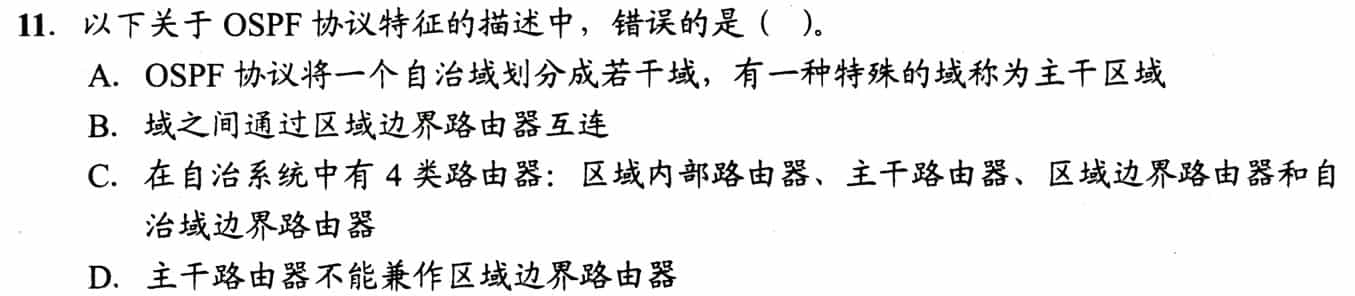 11. 以下关于 OSPF 协议特征的描述中，错误的是（ ）。
A. OSPF 协议将一个自治域划分成若干域，有一种特殊的域称为主干区域
B. 域之间通过区域边界路由器互连
C. 在自治系统中有 4 类路由器：区域内部路由器、主干路由器、区域边界路由器和自
治域边界路由器
D. 主干路由器不能兼作区域边界路由器